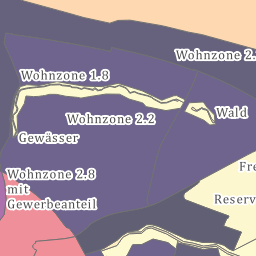 Wohnzone 2.
Wohnzone 1.8
Wohnzone 2.2
Wald
Gewässer
Wohnzone 2.8
mit
Gewerbeanteil
Fre
Reserv